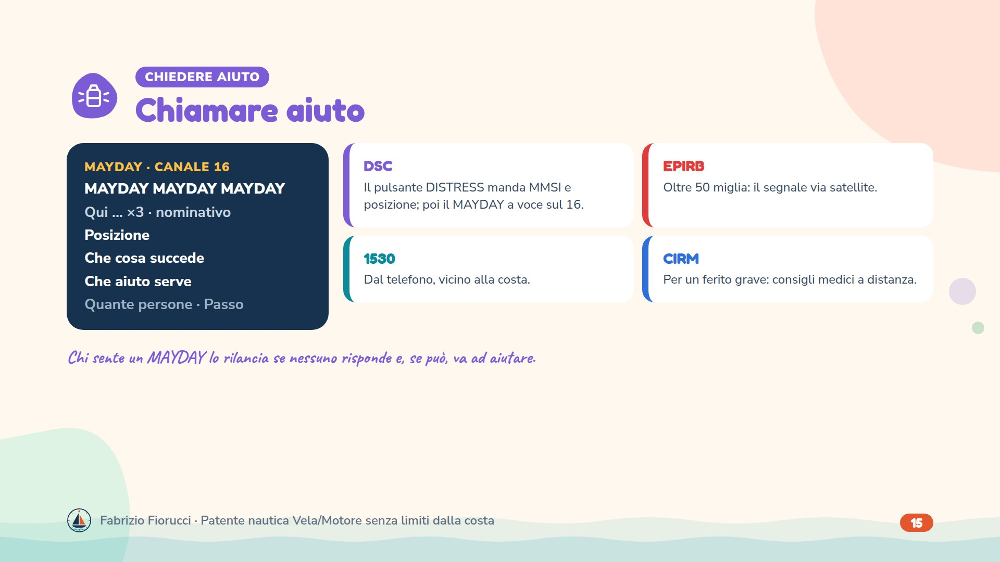 CHIEDERE AIUTO
Chiamare aiuto
MAYDAY · CANALE 16
MAYDAY MAYDAY MAYDAY
Qui ... ×3 · nominativo
Posizione
Che cosa succede
Che aiuto serve
Quante persone · Passo
DSC
Il pulsante DISTRESS manda MMSI e
posizione; poi il MAYDAY a voce sul 16.
EPIRB
Oltre 50 miglia: il segnale via satellite.
1530
Dal telefono, vicino alla costa.
CIRM
Per un ferito grave: consigli medici a distanza.
Chi sente un MAYDAY lo rilancia se nessuno risponde e, se può, va ad aiutare.
Fabrizio Fiorucci · Patente nautica Vela/Motore senza limiti dalla costa
15